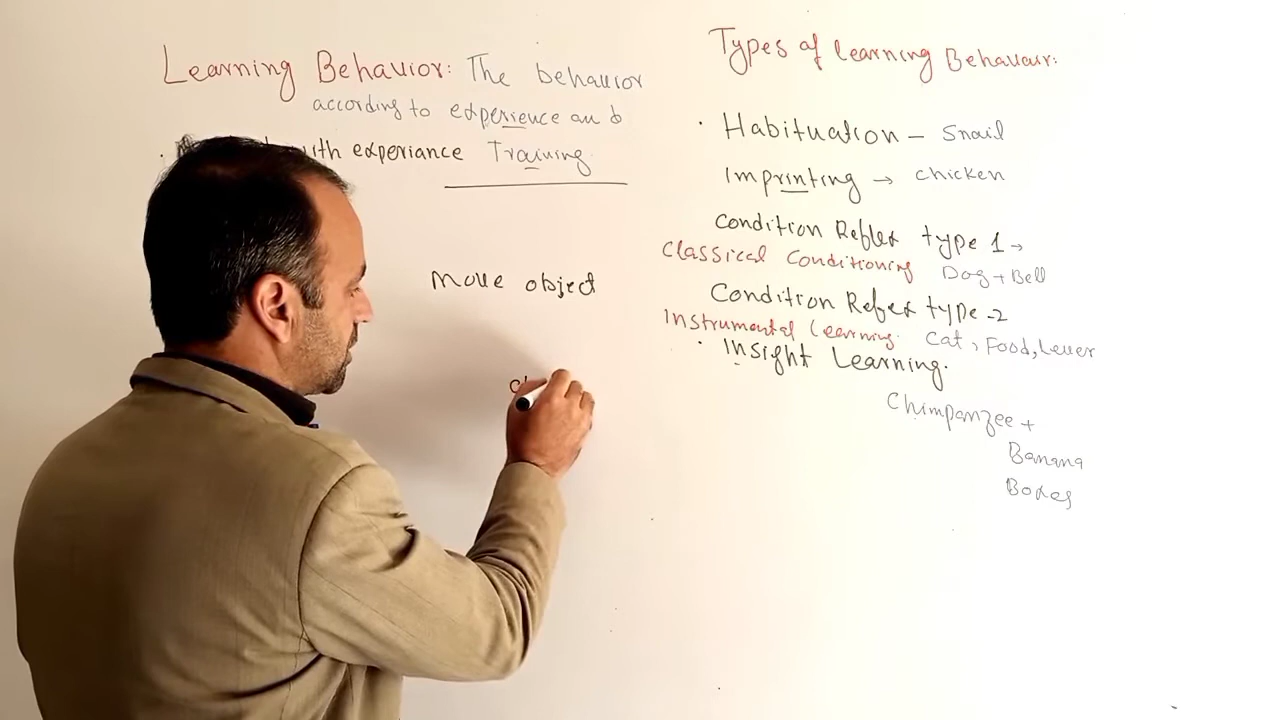 Learning Behavior: The behavior
according to experience and
with experiance Training.
Move object
Types of learning Behaviour:
· Habituation – Snail
Imprinting → chicken
Condition Reflex type 1→
Classical Conditioning Dog + Bell
Condition Refex type-2
Instrumental Learning. Cat, Food, Lever
· Insight Learning.
Chimpanzee +
Banana
Boxes